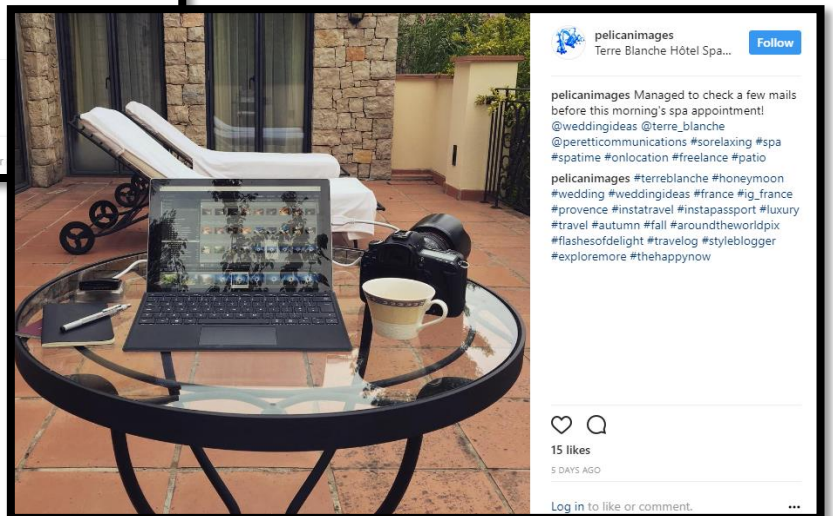 pelicanimages
Terre Blanche Hôtel Spa...
Follow
pelicanimages Managed to check a few mails
before this morning's spa appointment!
@weddingideas @terre_blanche
@peretticommunications #sorelaxing #spa
#spatime #onlocation #freelance #patio
pelicanimages #terreblanche #honeymoon
#wedding #weddingideas #france #ig_france
#provence #instatravel #instapassport #luxury
#travel #autumn #fall #aroundtheworldpix
#flashesofdelight #travelog #styleblogger
#exploremore #thehappynow
15 likes
5 DAYS AGO
Log in to like or comment.